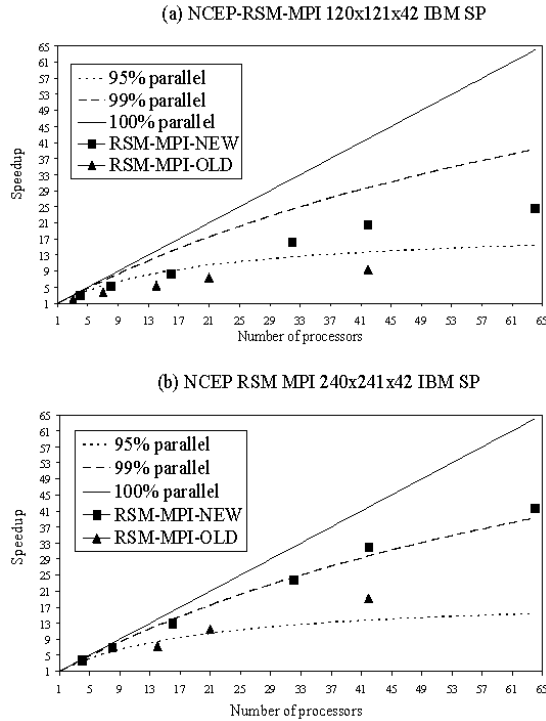 (a) NCEP-RSM-MPI 120x121x42 IBM SP
65
61
57
53
49
45
41
37
33
29
25
21
17
13
9
5
1
Speedup
95% parallel
99% parallel
100% parallel
RSM-MPI-NEW
RSM-MPI-OLD
1 5 9 13 17 21 25 29 33 37 41 45 49 53 57 61 65
Number of processors
(b) NCEP RSM MPI 240x241x42 IBM SP
65
61
57
53
49
45
41
37
33
29
25
21
17
13
9
5
1
Speedup
95% parallel
99% parallel
100% parallel
RSM-MPI-NEW
RSM-MPI-OLD
1 5 9 13 17 21 25 29 33 37 41 45 49 53 57 61 65
Number of processors